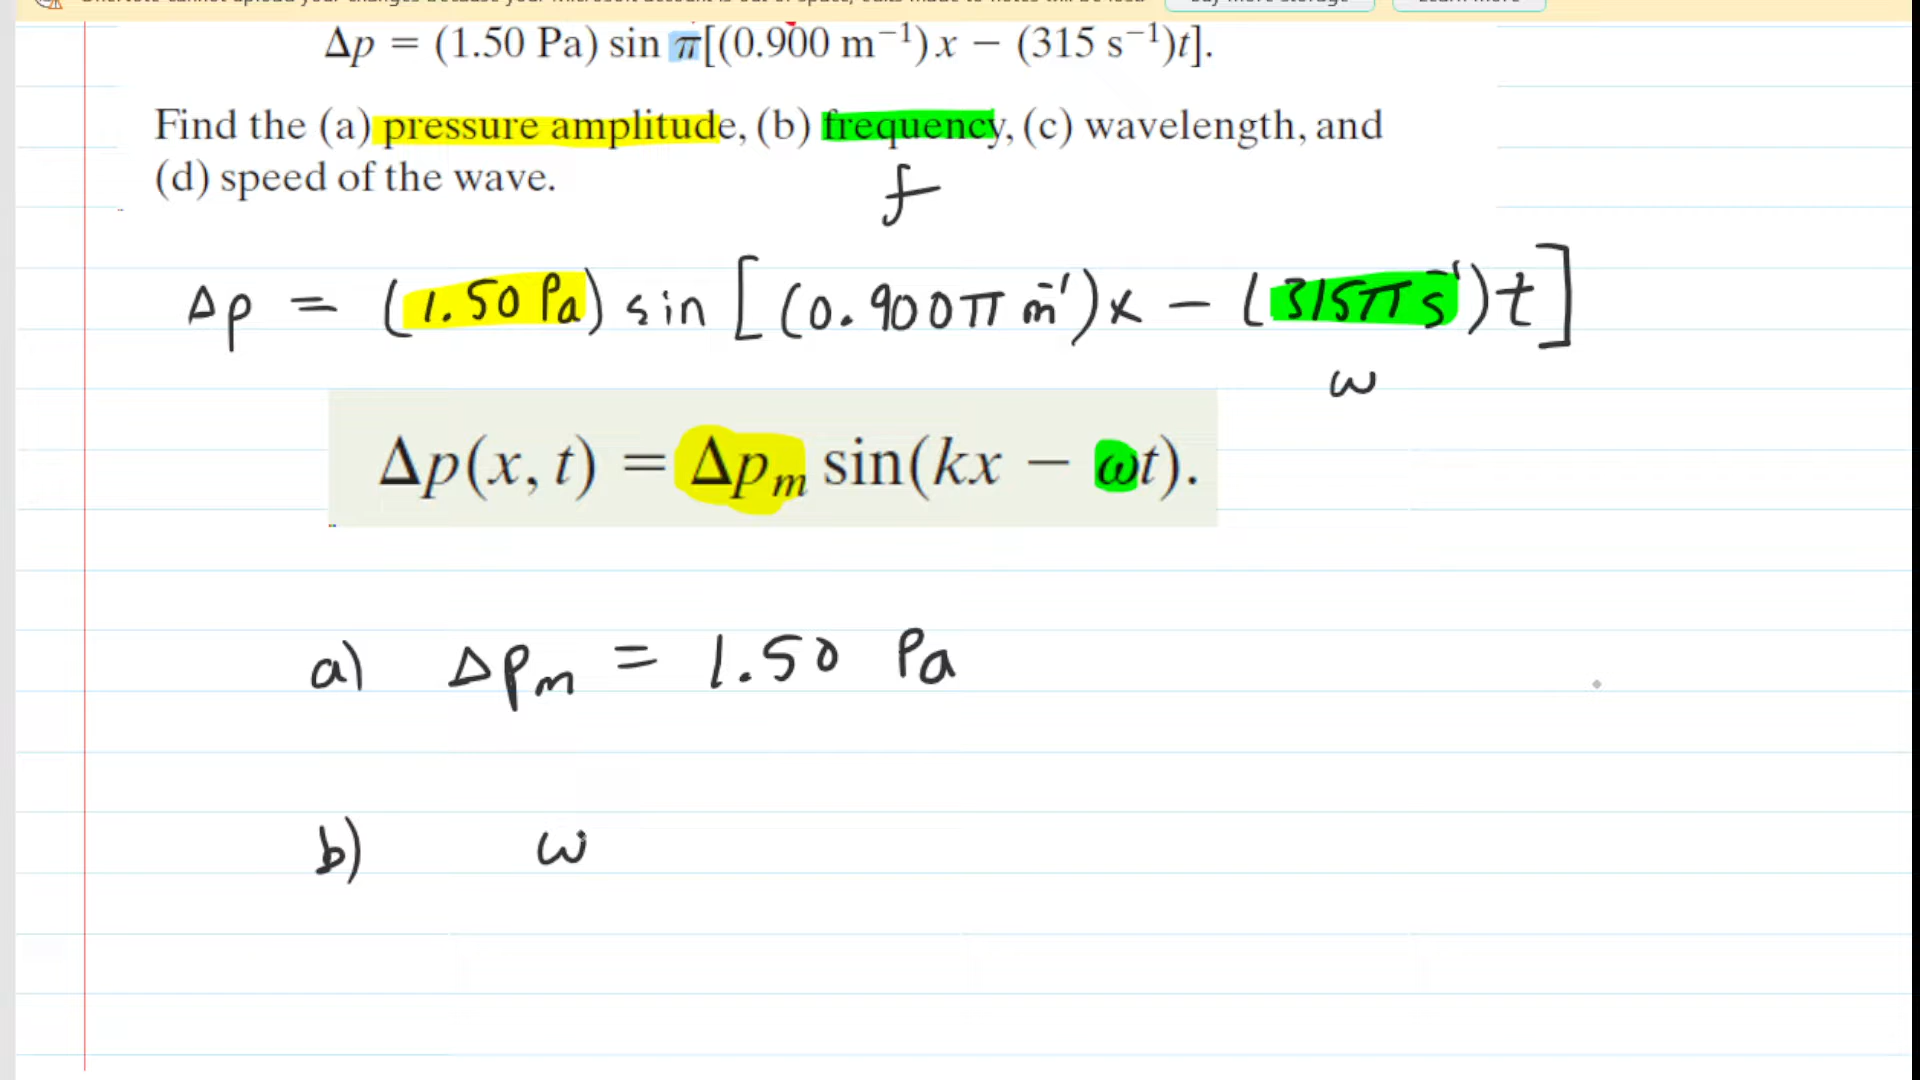 Δp = (1.50 Pa) sin π[(0.900 m⁻¹)x − (315 s⁻¹)t].
Find the (a) pressure amplitude, (b) frequency, (c) wavelength, and
(d) speed of the wave.
f
Δp = (1.50 Pa) sin [(0.900π m⁻¹)x − (315π s⁻¹)t]
ω
Δp(x, t) = Δpₘ sin(kx − ωt).
a) Δpₘ = 1.50 Pa
b) ω